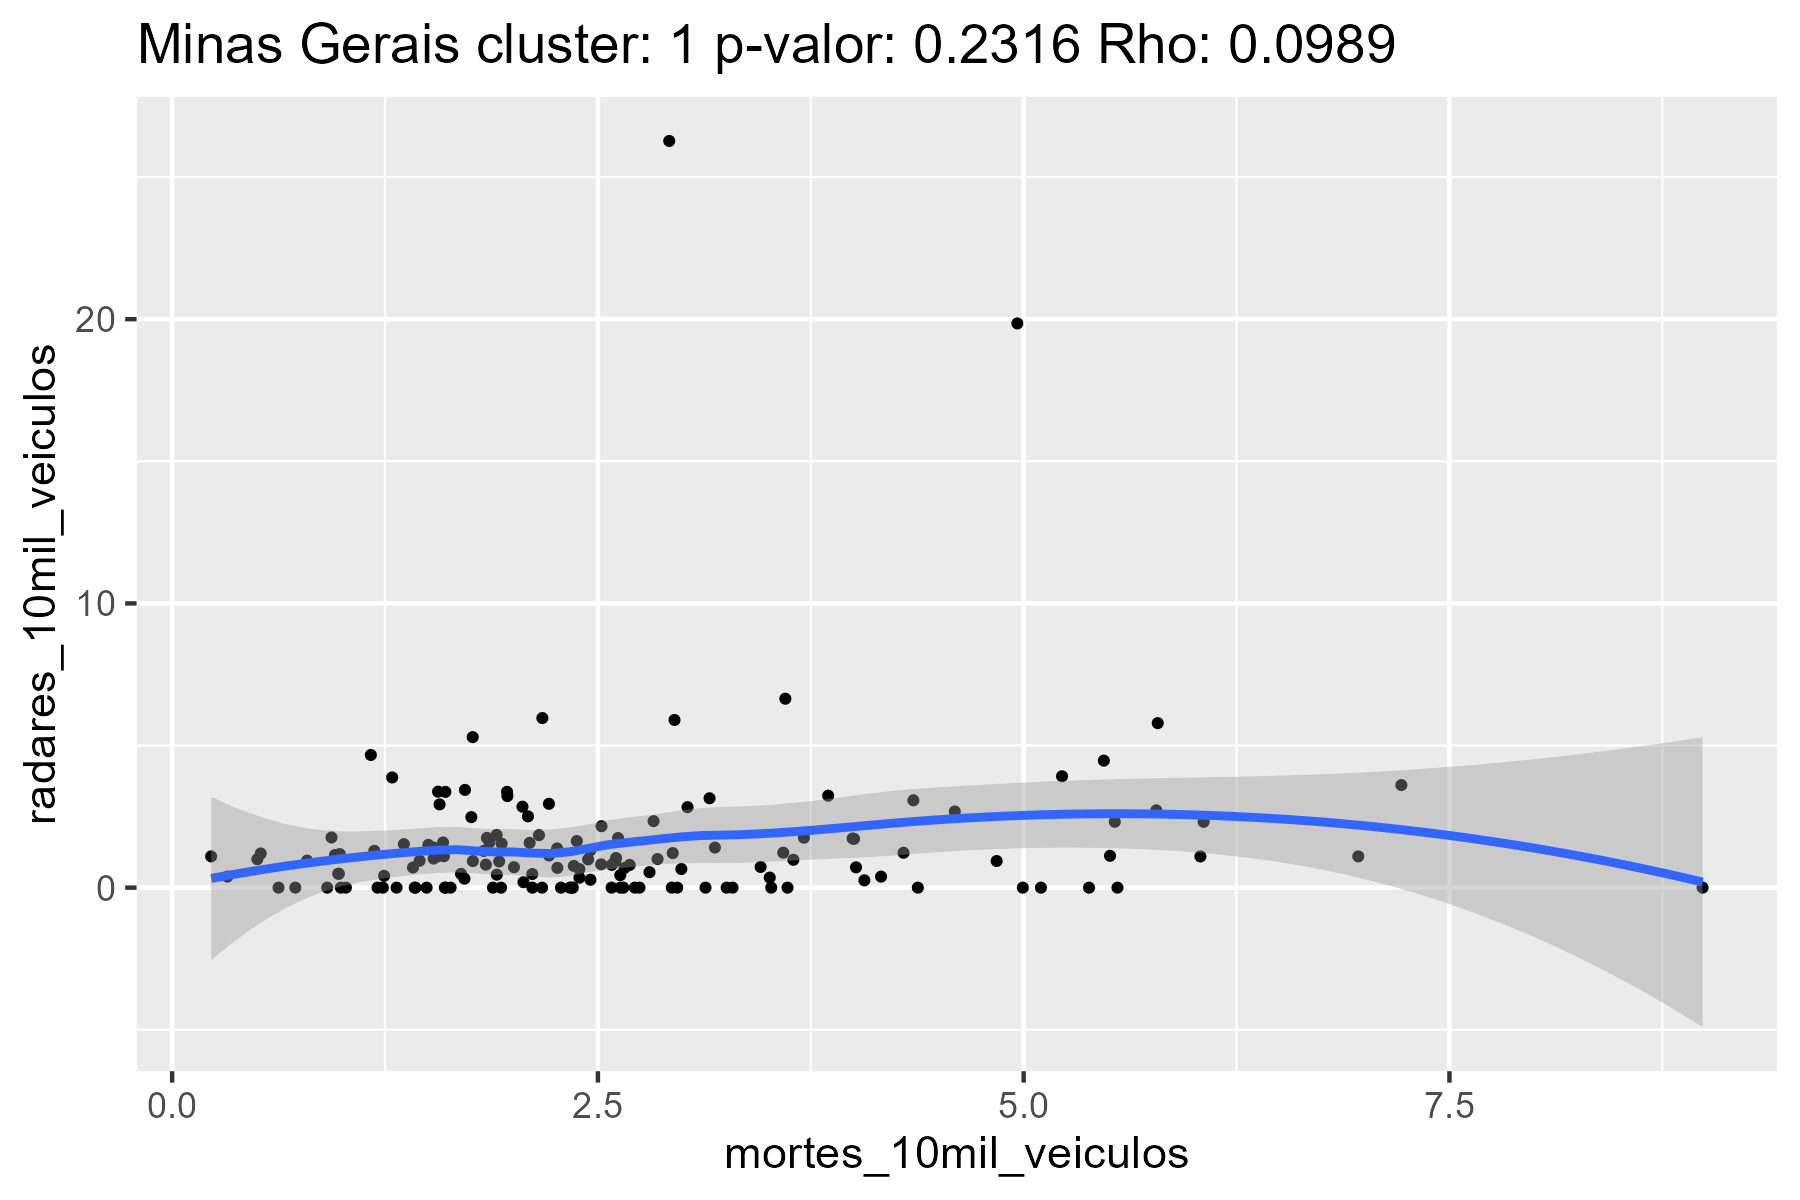 Minas Gerais cluster: 1 p-valor: 0.2316 Rho: 0.0989
radares_10mil_veiculos
20
10
0
0.0 2.5 5.0 7.5
mortes_10mil_veiculos